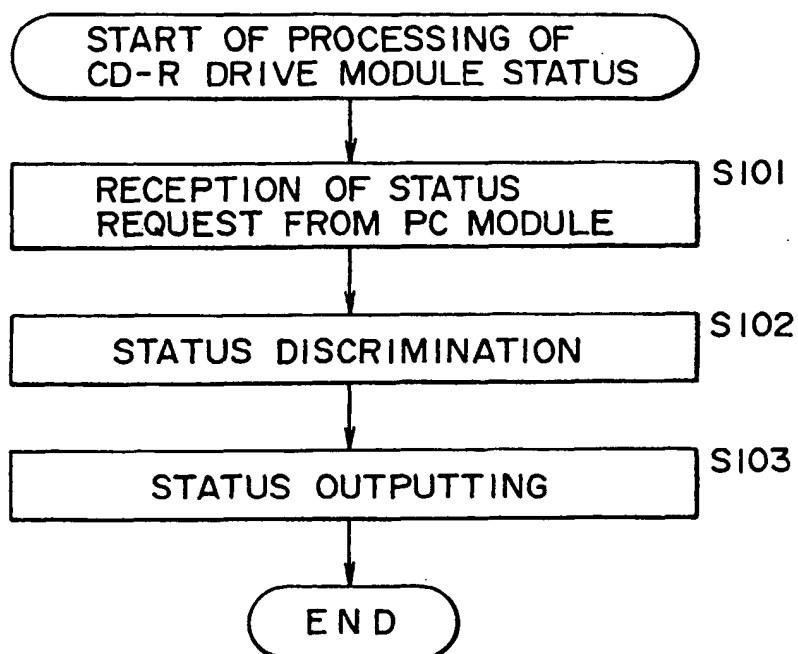 START OF PROCESSING OF
CD-R DRIVE MODULE STATUS
S101
RECEPTION OF STATUS
REQUEST FROM PC MODULE
S102
STATUS DISCRIMINATION
S103
STATUS OUTPUTTING
END